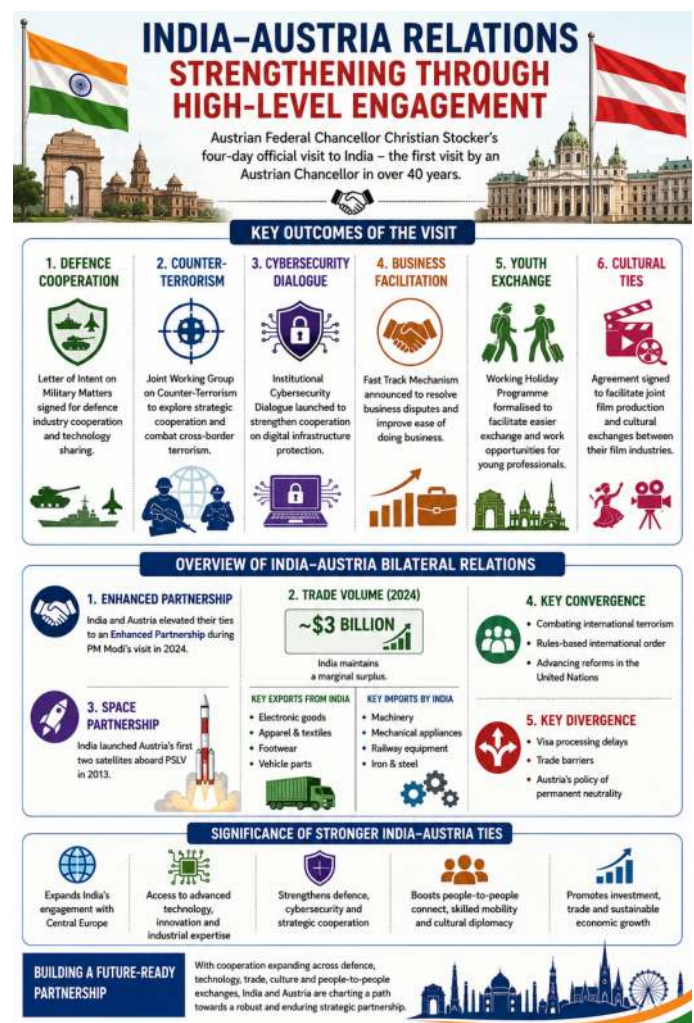 INDIA–AUSTRIA RELATIONS
STRENGTHENING THROUGH
HIGH-LEVEL ENGAGEMENT
Austrian Federal Chancellor Christian Stocker's
four-day official visit to India – the first visit by an
Austrian Chancellor in over 40 years.
KEY OUTCOMES OF THE VISIT
1. DEFENCE
COOPERATION
Letter of Intent on
Military Matters
signed for defence
industry cooperation
and technology
sharing.
2. COUNTER-
TERRORISM
Joint Working Group
on Counter-Terrorism
to explore strategic
cooperation and
combat cross-border
terrorism.
3. CYBERSECURITY
DIALOGUE
Institutional
Cybersecurity
Dialogue launched to
strengthen cooperation
on digital infrastructure
protection.
4. BUSINESS
FACILITATION
Fast Track Mechanism
announced to resolve
business disputes and
improve ease of
doing business.
5. YOUTH
EXCHANGE
Working Holiday
Programme
formalised to
facilitate easier
exchange and work
opportunities for
young professionals.
6. CULTURAL
TIES
Agreement signed
to facilitate joint
film production
and cultural
exchanges between
their film industries.
OVERVIEW OF INDIA–AUSTRIA BILATERAL RELATIONS
1. ENHANCED PARTNERSHIP
India and Austria elevated their ties
to an Enhanced Partnership during
PM Modi's visit in 2024.
2. TRADE VOLUME (2024)
~$3 BILLION
India maintains
a marginal surplus.
KEY EXPORTS FROM INDIA
• Electronic goods
• Apparel & textiles
• Footwear
• Vehicle parts
KEY IMPORTS BY INDIA
• Machinery
• Mechanical appliances
• Railway equipment
• Iron & steel
3. SPACE
PARTNERSHIP
India launched Austria's first
two satellites aboard PSLV
in 2013.
4. KEY CONVERGENCE
• Combating international terrorism
• Rules-based international order
• Advancing reforms in the
United Nations
5. KEY DIVERGENCE
• Visa processing delays
• Trade barriers
• Austria's policy of
permanent neutrality
SIGNIFICANCE OF STRONGER INDIA–AUSTRIA TIES
Expands India's
engagement with
Central Europe
Access to advanced
technology,
innovation and
industrial expertise
Strengthens defence,
cybersecurity and
strategic cooperation
Boosts people-to-people
connect, skilled mobility
and cultural diplomacy
Promotes investment,
trade and sustainable
economic growth
BUILDING A FUTURE-READY
PARTNERSHIP
With cooperation expanding across defence,
technology, trade, culture and people-to-people
exchanges, India and Austria are charting a path
towards a robust and enduring strategic partnership.